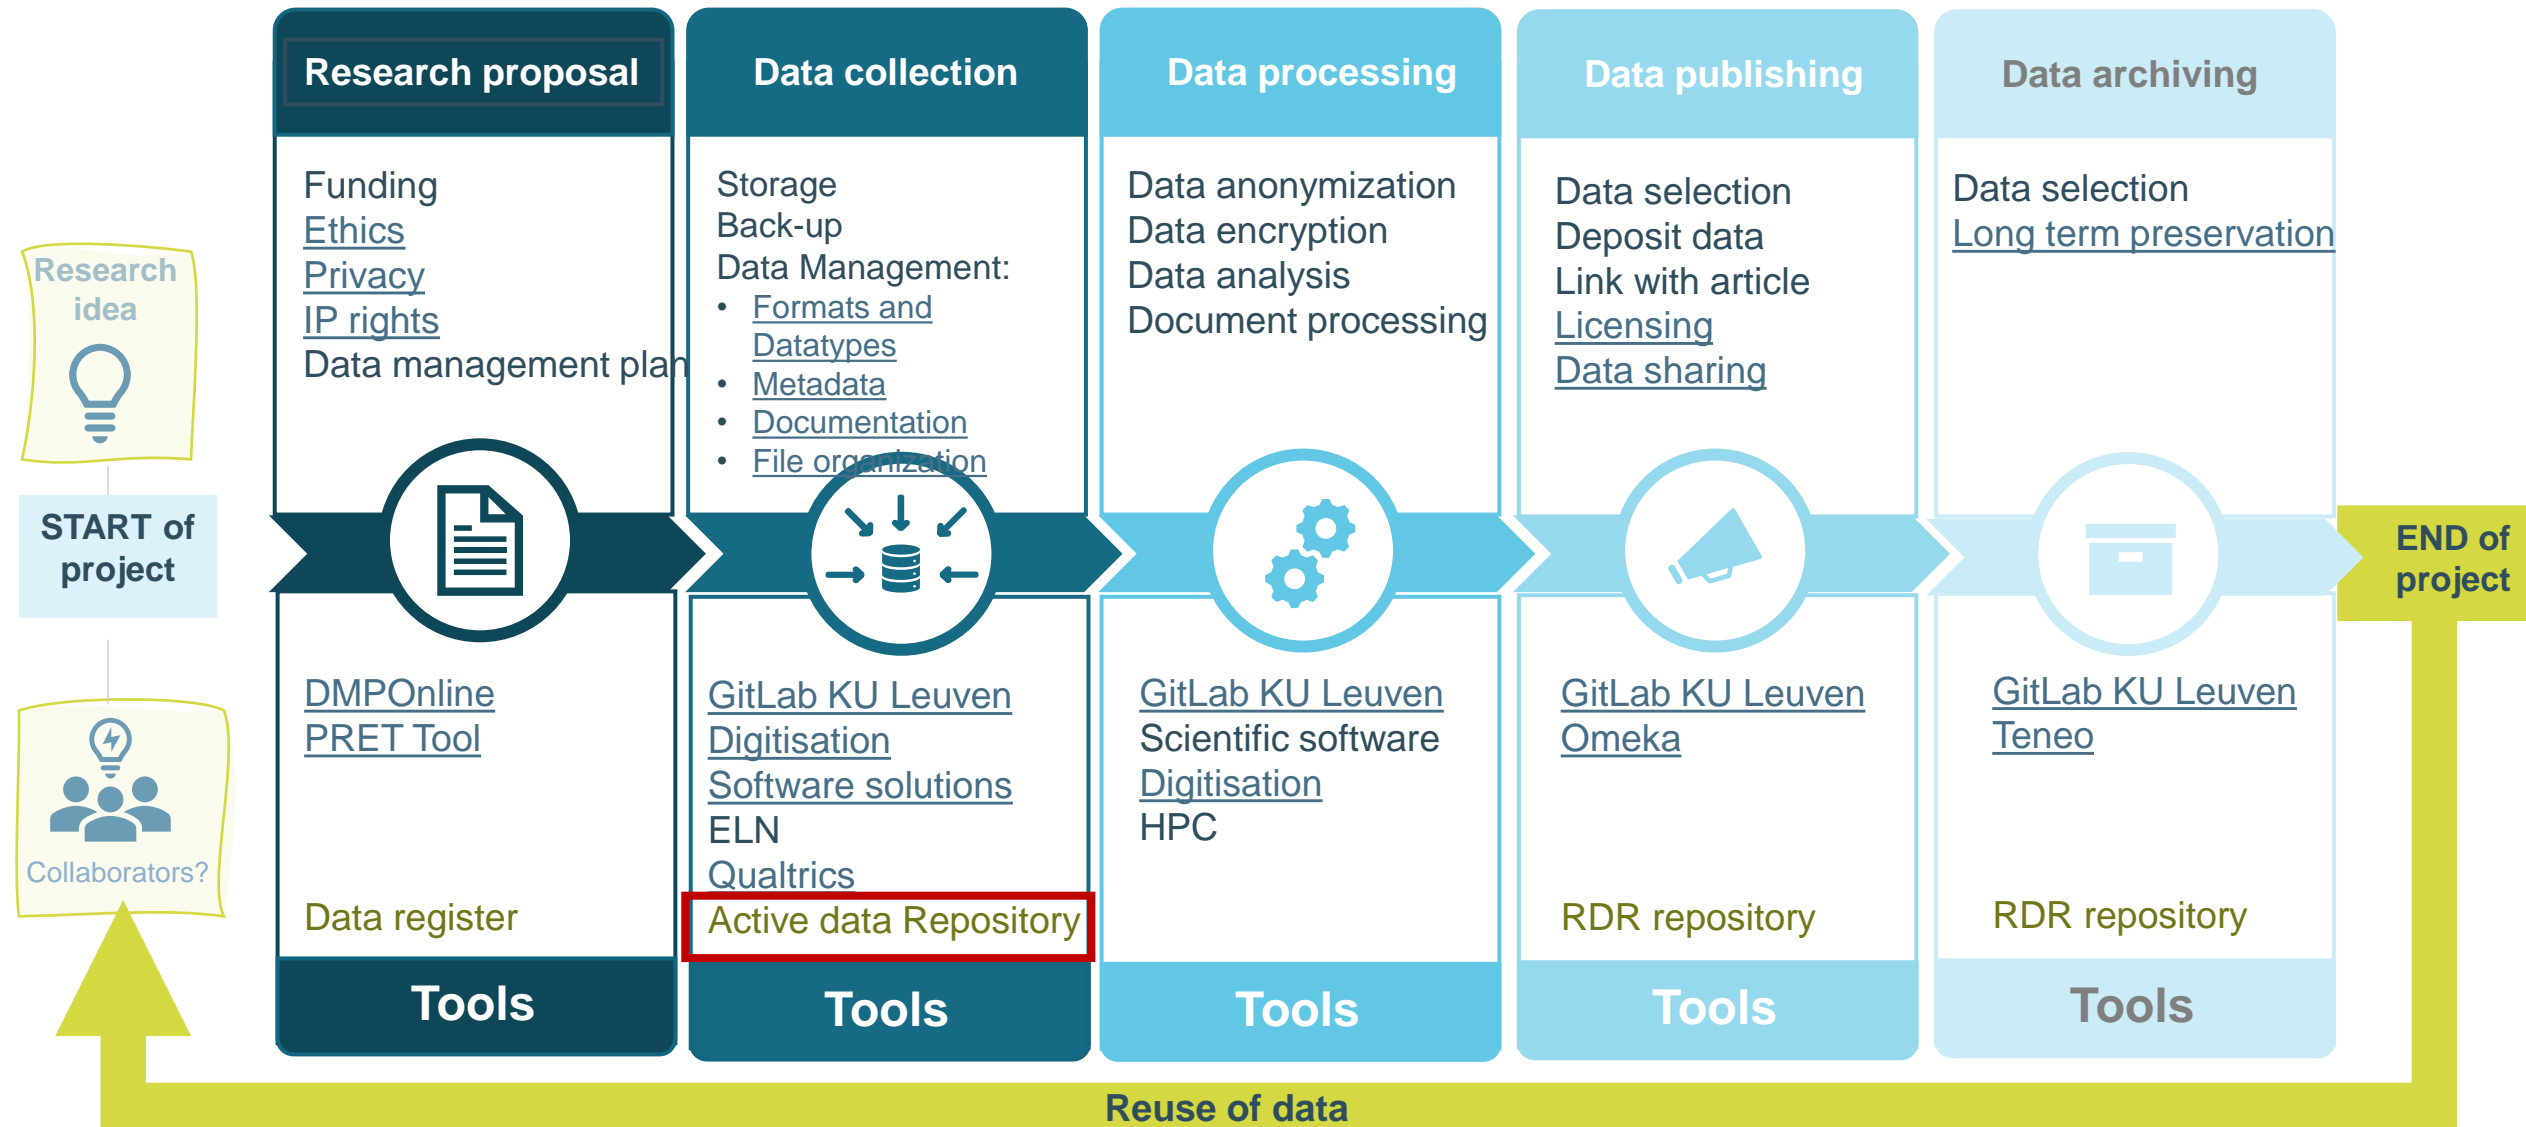 Research
idea
START of
project
Collaborators?
Research proposal
Funding
Ethics
Privacy
IP rights
Data management plan
DMPOnline
PRET Tool
Data register
Tools
Data collection
Storage
Back-up
Data Management:
• Formats and
Datatypes
• Metadata
• Documentation
• File organization
GitLab KU Leuven
Digitisation
Software solutions
ELN
Qualtrics
Active data Repository
Tools
Data processing
Data anonymization
Data encryption
Data analysis
Document processing
GitLab KU Leuven
Scientific software
Digitisation
HPC
Tools
Data publishing
Data selection
Deposit data
Link with article
Licensing
Data sharing
GitLab KU Leuven
Omeka
RDR repository
Tools
Data archiving
Data selection
Long term preservation
GitLab KU Leuven
Teneo
RDR repository
Tools
END of
project
Reuse of data